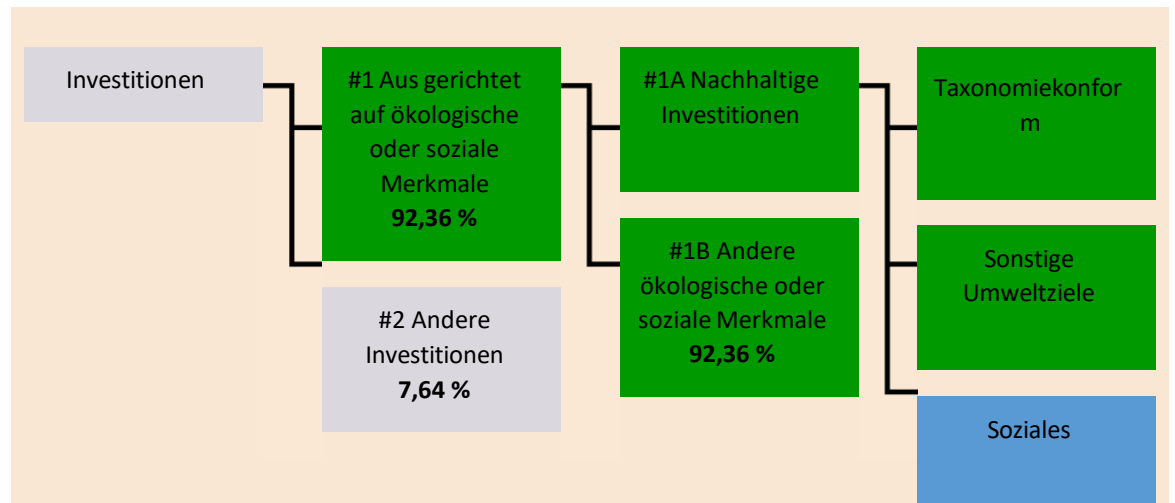 Investitionen
#1 Aus gerichtet
auf ökologische
oder soziale
Merkmale
92,36 %
#2 Andere
Investitionen
7,64 %
#1A Nachhaltige
Investitionen
#1B Andere
ökologische oder
soziale Merkmale
92,36 %
Taxonomiekonfor
m
Sonstige
Umweltziele
Soziales